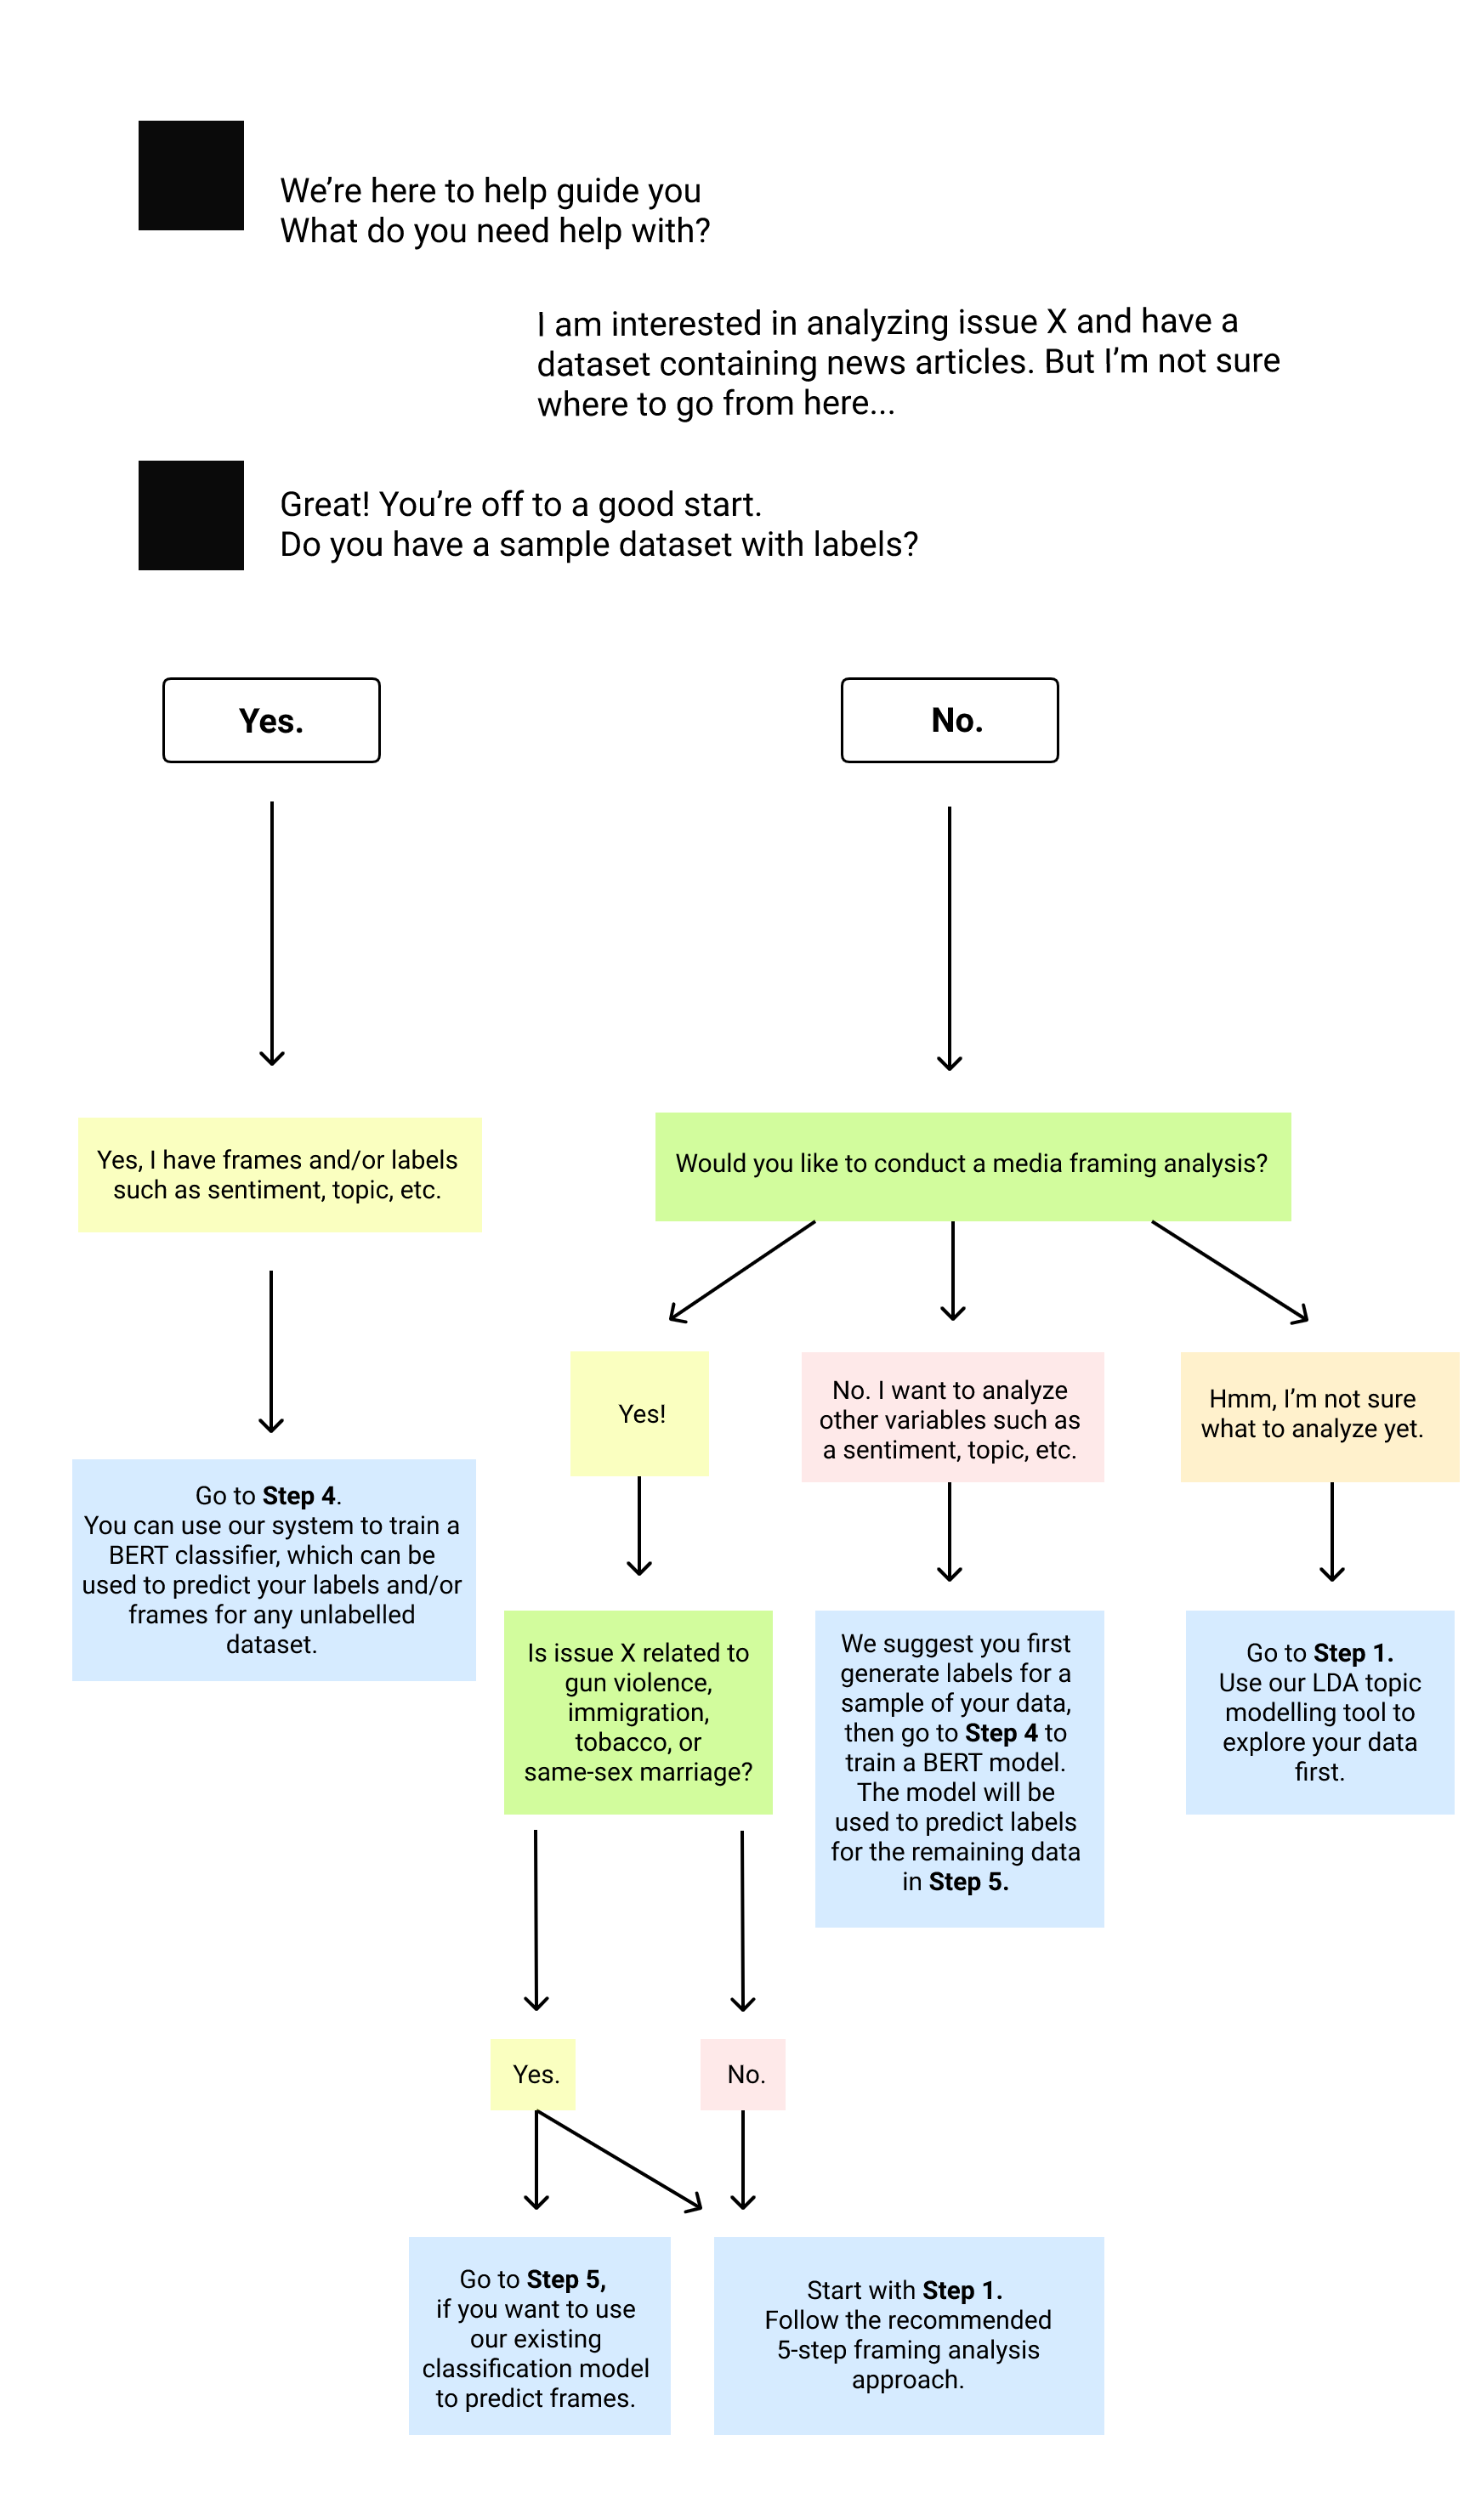 We’re here to help guide you
What do you need help with?
I am interested in analyzing issue X and have a
dataset containing news articles. But I’m not sure
where to go from here...
Great! You’re off to a good start.
Do you have a sample dataset with labels?
Yes.
No.
Yes, I have frames and/or labels
such as sentiment, topic, etc.
Would you like to conduct a media framing analysis?
Yes!
No. I want to analyze
other variables such as
a sentiment, topic, etc.
Hmm, I’m not sure
what to analyze yet.
Go to Step 4.
You can use our system to train a
BERT classifier, which can be
used to predict your labels and/or
frames for any unlabelled
dataset.
Is issue X related to
gun violence,
immigration,
tobacco, or
same-sex marriage?
We suggest you first
generate labels for a
sample of your data,
then go to Step 4 to
train a BERT model.
The model will be
used to predict labels
for the remaining data
in Step 5.
Go to Step 1.
Use our LDA topic
modelling tool to
explore your data
first.
Yes.
No.
Go to Step 5,
if you want to use
our existing
classification model
to predict frames.
Start with Step 1.
Follow the recommended
5-step framing analysis
approach.